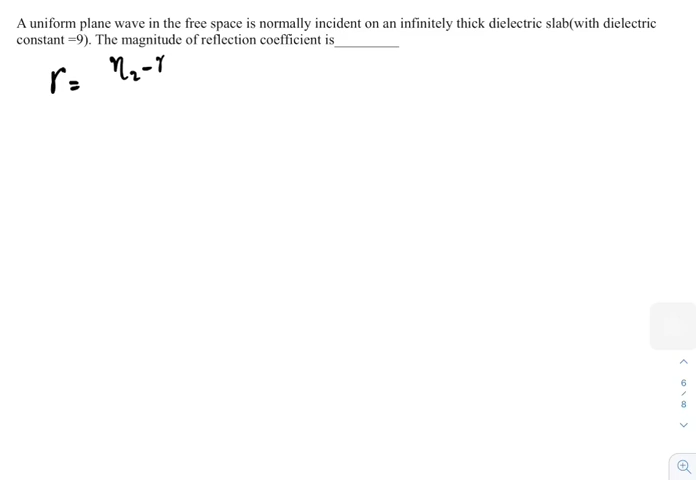 A uniform plane wave in the free space is normally incident on an infinitely thick dielectric slab(with dielectric
constant =9). The magnitude of reflection coefficient is_________
Γ = η₂-
6
/
8